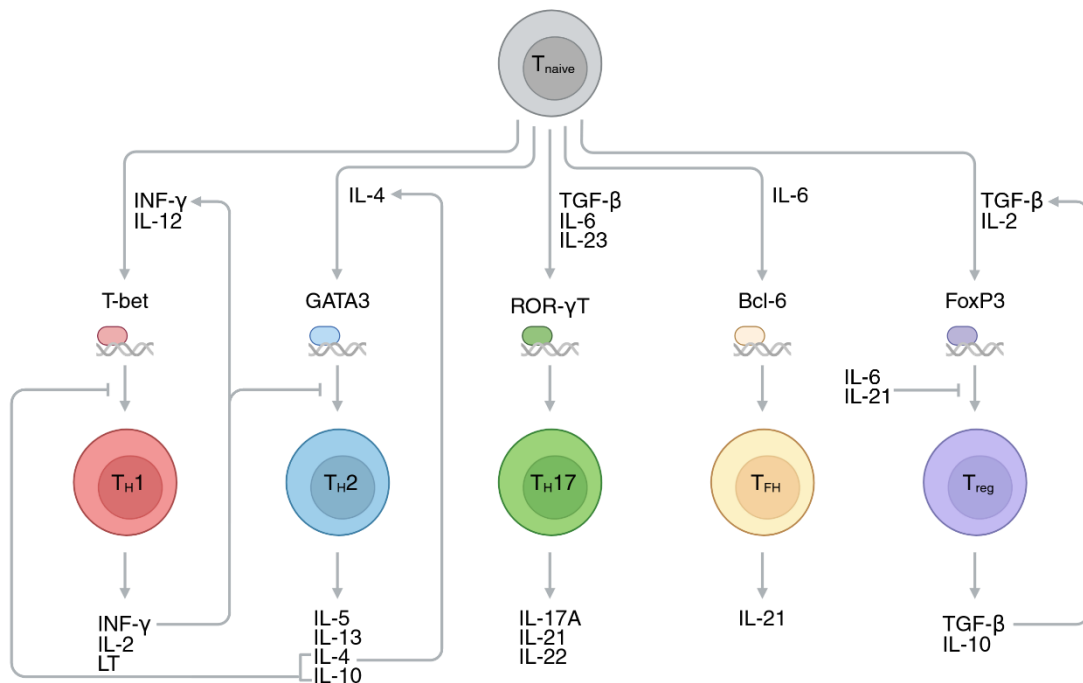 Tnaive
INF-γ
IL-12
IL-4
TGF-β
IL-6
IL-23
IL-6
TGF-β
IL-2
T-bet
GATA3
ROR-γT
Bcl-6
FoxP3
IL-6
IL-21
TH1
TH2
TH17
TFH
Treg
INF-γ
IL-2
LT
IL-5
IL-13
IL-4
IL-10
IL-17A
IL-21
IL-22
IL-21
TGF-β
IL-10